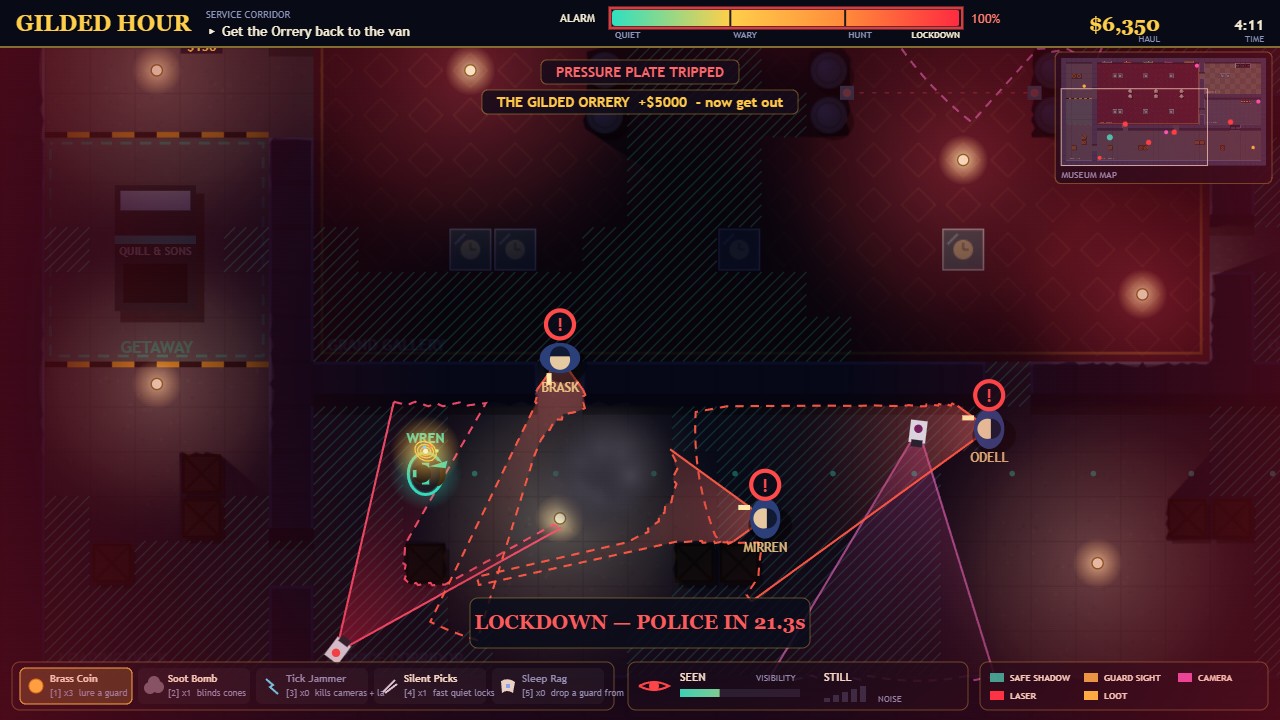 GILDED HOUR
SERVICE CORRIDOR
▸ Get the Orrery back to the van
ALARM
100%
QUIET
WARY
HUNT
LOCKDOWN
$6,350
HAUL
4:11
TIME
$150
PRESSURE PLATE TRIPPED
THE GILDED ORRERY +$5000 - now get out
MUSEUM MAP
QUILL & SONS
GETAWAY
GRAND GALLERY
BRASK
WREN
ODELL
MIRREN
LOCKDOWN — POLICE IN 21.3s
Brass Coin
[1] x3 lure a guard
Soot Bomb
[2] x1 blinds cones
Tick Jammer
[3] x0 kills cameras + la
Silent Picks
[4] x1 fast quiet locks
Sleep Rag
[5] x0 drop a guard from
SEEN
VISIBILITY
STILL
NOISE
SAFE SHADOW
GUARD SIGHT
CAMERA
LASER
LOOT